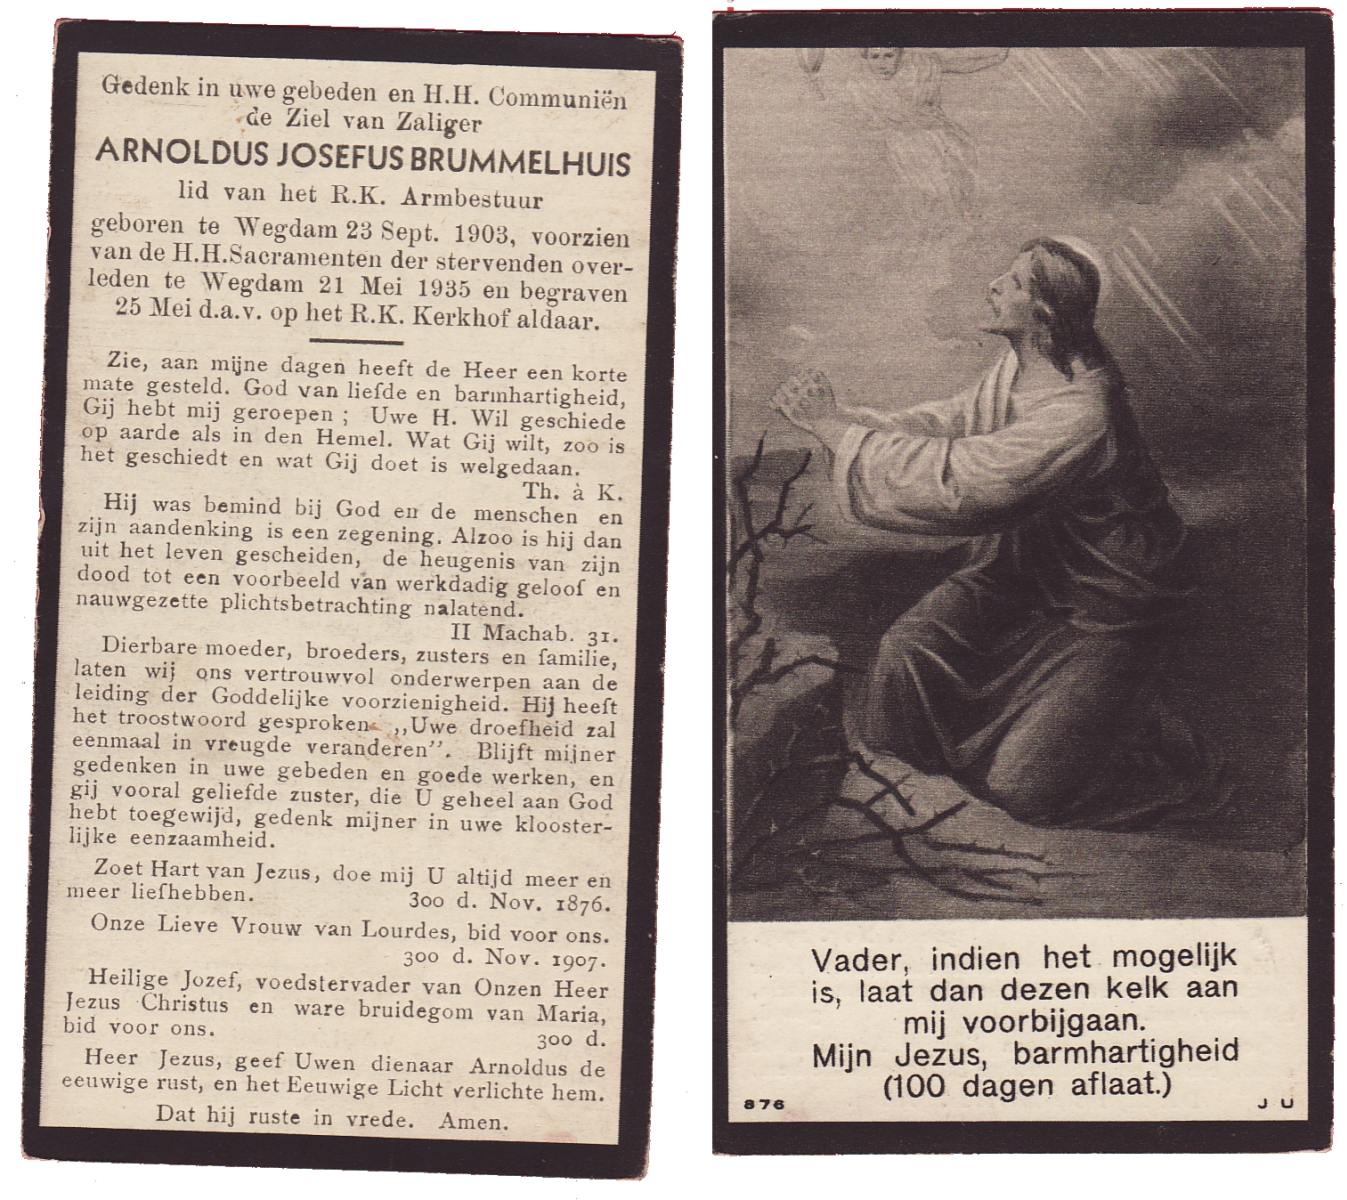 Gedenk in uwe gebeden en H.H. Communiën
de Ziel van Zaliger
ARNOLDUS JOSEFUS BRUMMELHUIS
lid van het R.K. Armbestuur
geboren te Wegdam 23 Sept. 1903, voorzien
van de H.H.Sacramenten der stervenden over-
leden te Wegdam 21 Mei 1935 en begraven
25 Mei d.a.v. op het R.K. Kerkhof aldaar.
Zie, aan mijne dagen heeft de Heer een korte
mate gesteld. God van liefde en barmhartigheid,
Gij hebt mij geroepen ; Uwe H. Wil geschiede
op aarde als in den Hemel. Wat Gij wilt, zoo is
het geschiedt en wat Gij doet is welgedaan.
Th. à K.
Hij was bemind bij God en de menschen en
zijn aandenking is een zegening. Alzoo is hij dan
uit het leven gescheiden, de heugenis van zijn
dood tot een voorbeeld van werkdadig geloof en
nauwgezette plichtsbetrachting nalatend.
II Machab. 31.
Dierbare moeder, broeders, zusters en familie,
laten wij ons vertrouwvol onderwerpen aan de
leiding der Goddelijke voorzienigheid. Hij heeft
het troostwoord gesproken „Uwe droefheid zal
eenmaal in vreugde veranderen”. Blijft mijner
gedenken in uwe gebeden en goede werken, en
gij vooral geliefde zuster, die U geheel aan God
hebt toegewijd, gedenk mijner in uwe klooster-
lijke eenzaamheid.
Zoet Hart van Jezus, doe mij U altijd meer en
meer liefhebben. 300 d. Nov. 1876.
Onze Lieve Vrouw van Lourdes, bid voor ons.
300 d. Nov. 1907.
Heilige Jozef, voedstervader van Onzen Heer
Jezus Christus en ware bruidegom van Maria,
bid voor ons. 300 d.
Heer Jezus, geef Uwen dienaar Arnoldus de
eeuwige rust, en het Eeuwige Licht verlichte hem.
Dat hij ruste in vrede. Amen.
Vader, indien het mogelijk
is, laat dan dezen kelk aan
mij voorbijgaan.
Mijn Jezus, barmhartigheid
(100 dagen aflaat.)
876 J U